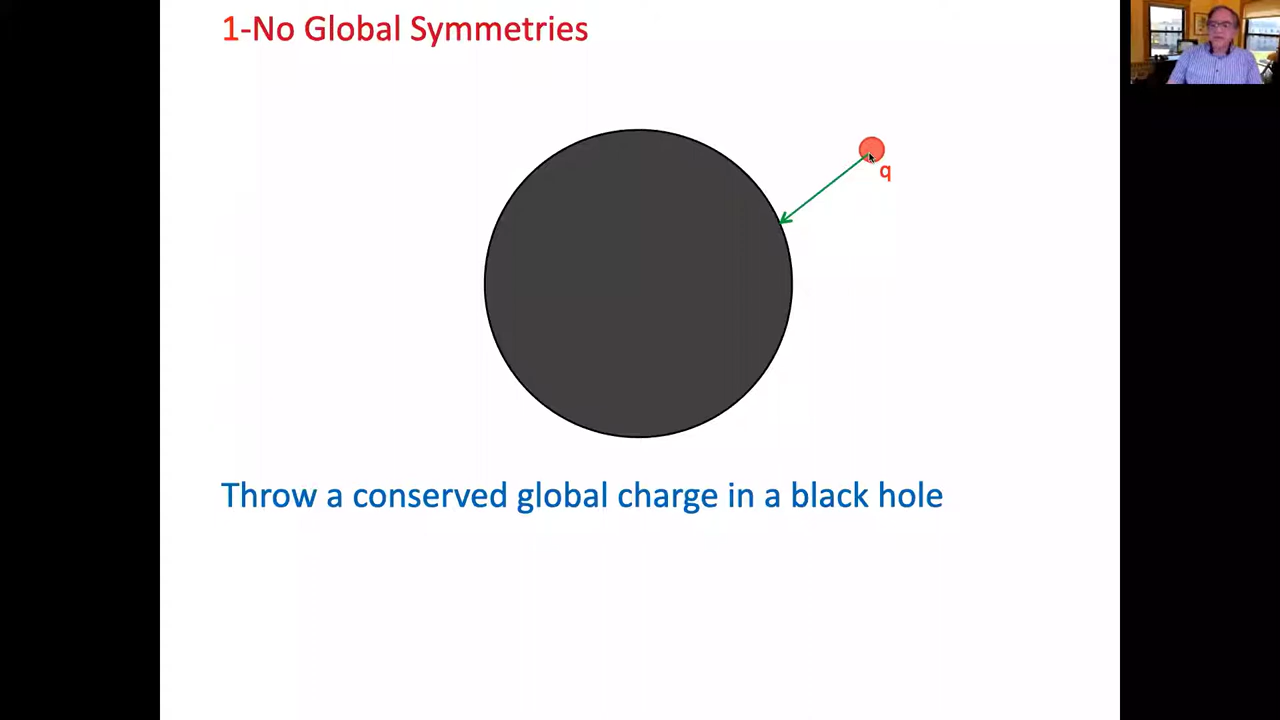 1-No Global Symmetries
q
Throw a conserved global charge in a black hole